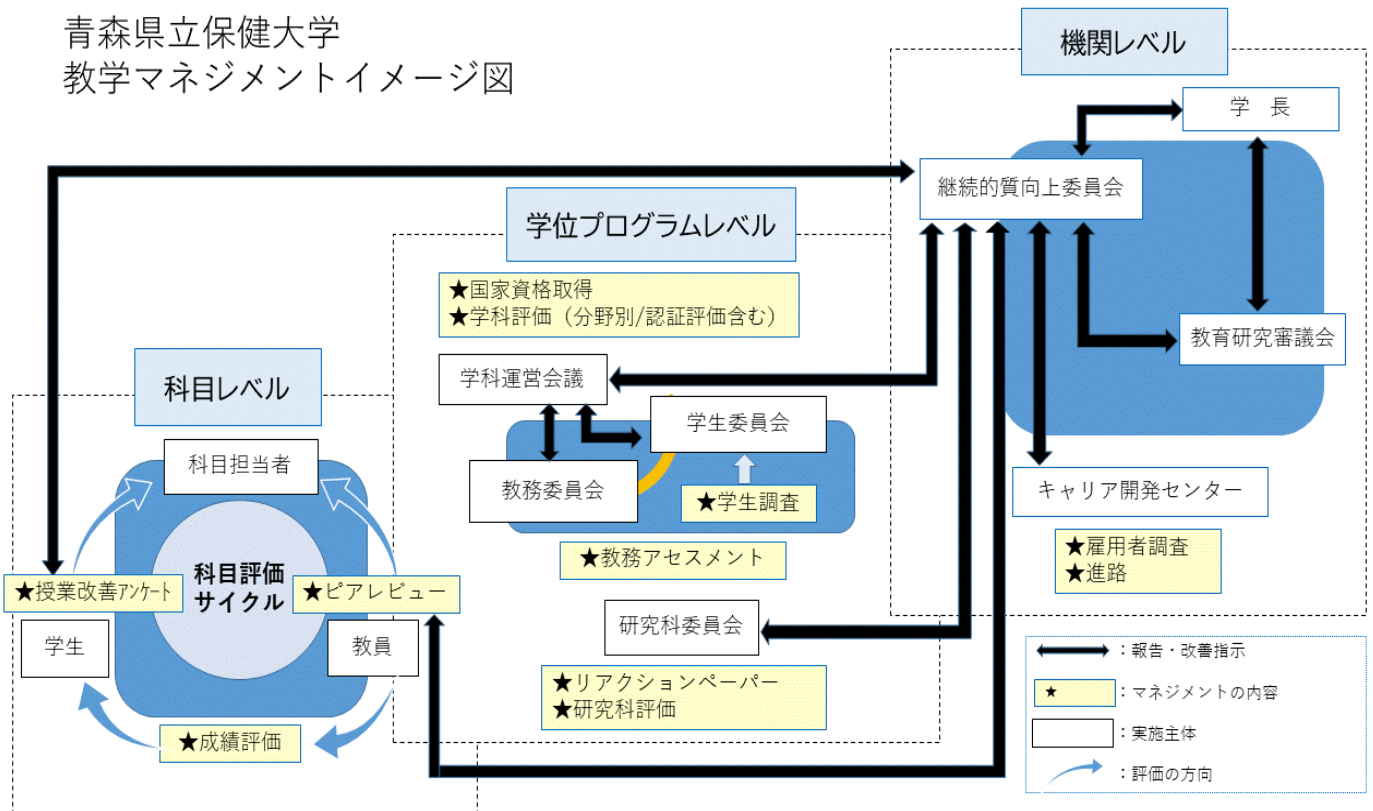 青森県立保健大学
教学マネジメントイメージ図
機関レベル
学　長
継続的質向上委員会
教育研究審議会
キャリア開発センター
★雇用者調査
★進路
学位プログラムレベル
★国家資格取得
★学科評価（分野別/認証評価含む）
学科運営会議
学生委員会
教務委員会
★学生調査
★教務アセスメント
研究科委員会
★リアクションペーパー
★研究科評価
科目レベル
科目担当者
科目評価
サイクル
★授業改善ｱﾝｹｰﾄ
★ピアレビュー
学生
教員
★成績評価
：報告・改善指示
★
：マネジメントの内容
：実施主体
：評価の方向